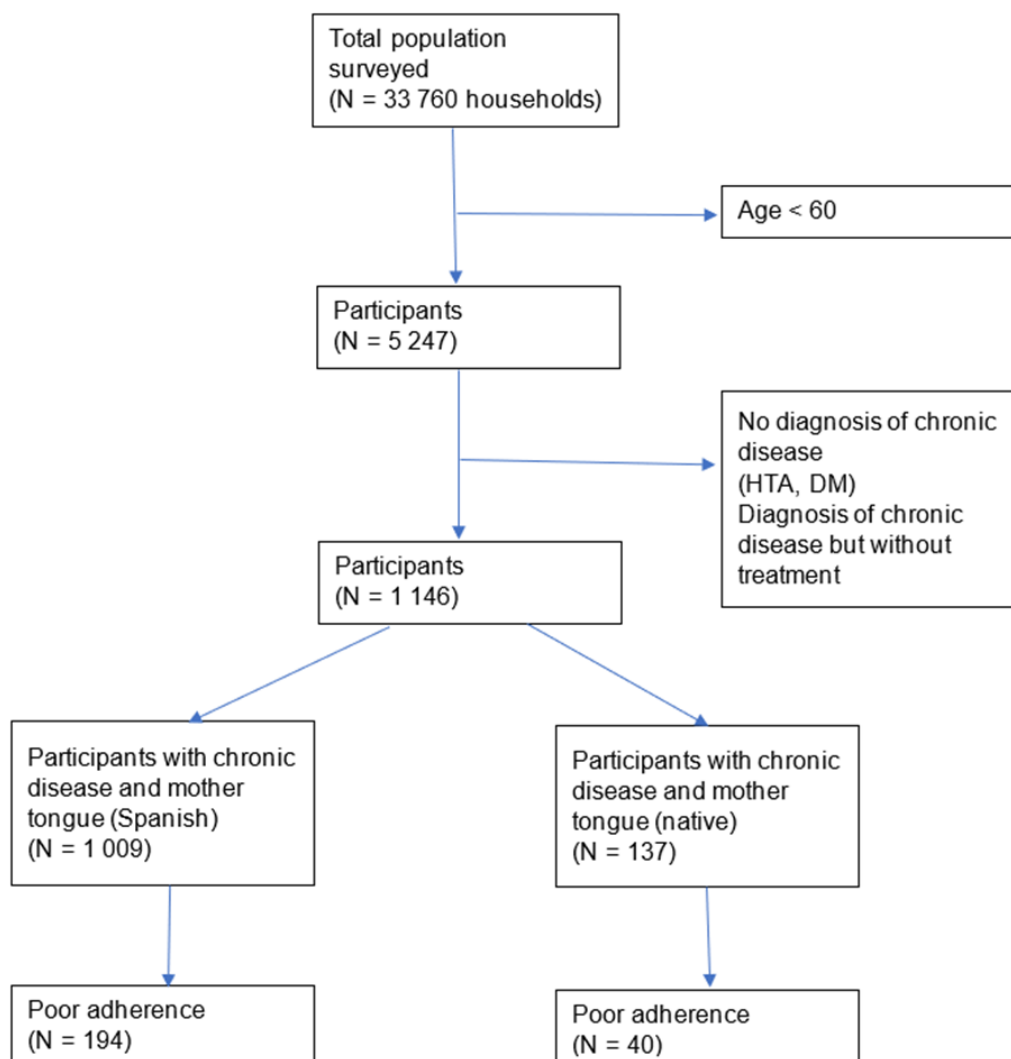 Total population
surveyed
(N = 33 760 households)
Age < 60
Participants
(N = 5 247)
No diagnosis of chronic
disease
(HTA, DM)
Diagnosis of chronic
disease but without
treatment
Participants
(N = 1 146)
Participants with chronic
disease and mother
tongue (Spanish)
(N = 1 009)
Participants with chronic
disease and mother
tongue (native)
(N = 137)
Poor adherence
(N = 194)
Poor adherence
(N = 40)